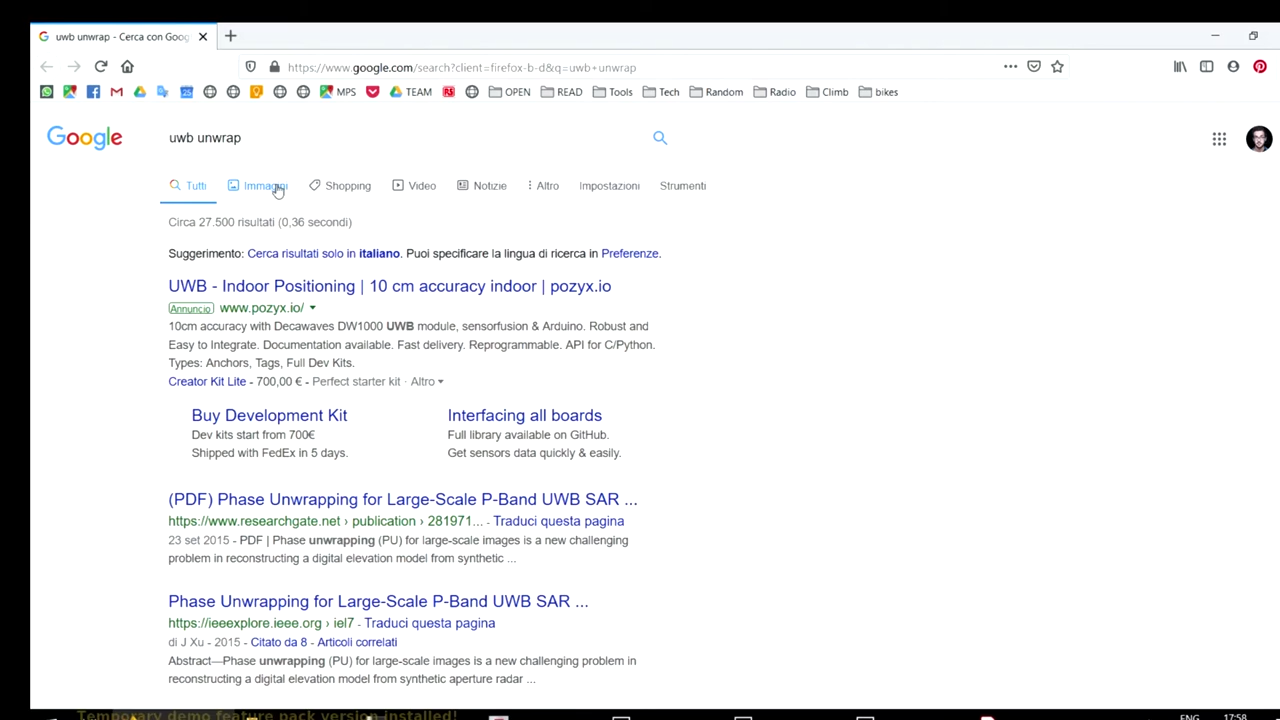 uwb unwrap - Cerca con Goog
https://www.google.com/search?client=firefox-b-d&q=uwb+unwrap
MPS TEAM OPEN READ Tools Tech Random Radio Climb bikes
Google uwb unwrap
Tutti Immagini Shopping Video Notizie Altro Impostazioni Strumenti
Circa 27.500 risultati (0,36 secondi)
Suggerimento: Cerca risultati solo in italiano. Puoi specificare la lingua di ricerca in Preferenze.
UWB - Indoor Positioning | 10 cm accuracy indoor | pozyx.io
Annuncio www.pozyx.io/
10cm accuracy with Decawaves DW1000 UWB module, sensorfusion & Arduino. Robust and
Easy to Integrate. Documentation available. Fast delivery. Reprogrammable. API for C/Python.
Types: Anchors, Tags, Full Dev Kits.
Creator Kit Lite - 700,00 € - Perfect starter kit · Altro
Buy Development Kit
Dev kits start from 700€
Shipped with FedEx in 5 days.
Interfacing all boards
Full library available on GitHub.
Get sensors data quickly & easily.
(PDF) Phase Unwrapping for Large-Scale P-Band UWB SAR ...
https://www.researchgate.net › publication › 281971... - Traduci questa pagina
23 set 2015 - PDF | Phase unwrapping (PU) for large-scale images is a new challenging
problem in reconstructing a digital elevation model from synthetic ...
Phase Unwrapping for Large-Scale P-Band UWB SAR ...
https://ieeexplore.ieee.org › iel7 - Traduci questa pagina
di J Xu - 2015 - Citato da 8 - Articoli correlati
Abstract—Phase unwrapping (PU) for large-scale images is a new challenging problem in
reconstructing a digital elevation model from synthetic aperture radar ...
Temporary demo feature pack version installed!
ENG 17:58